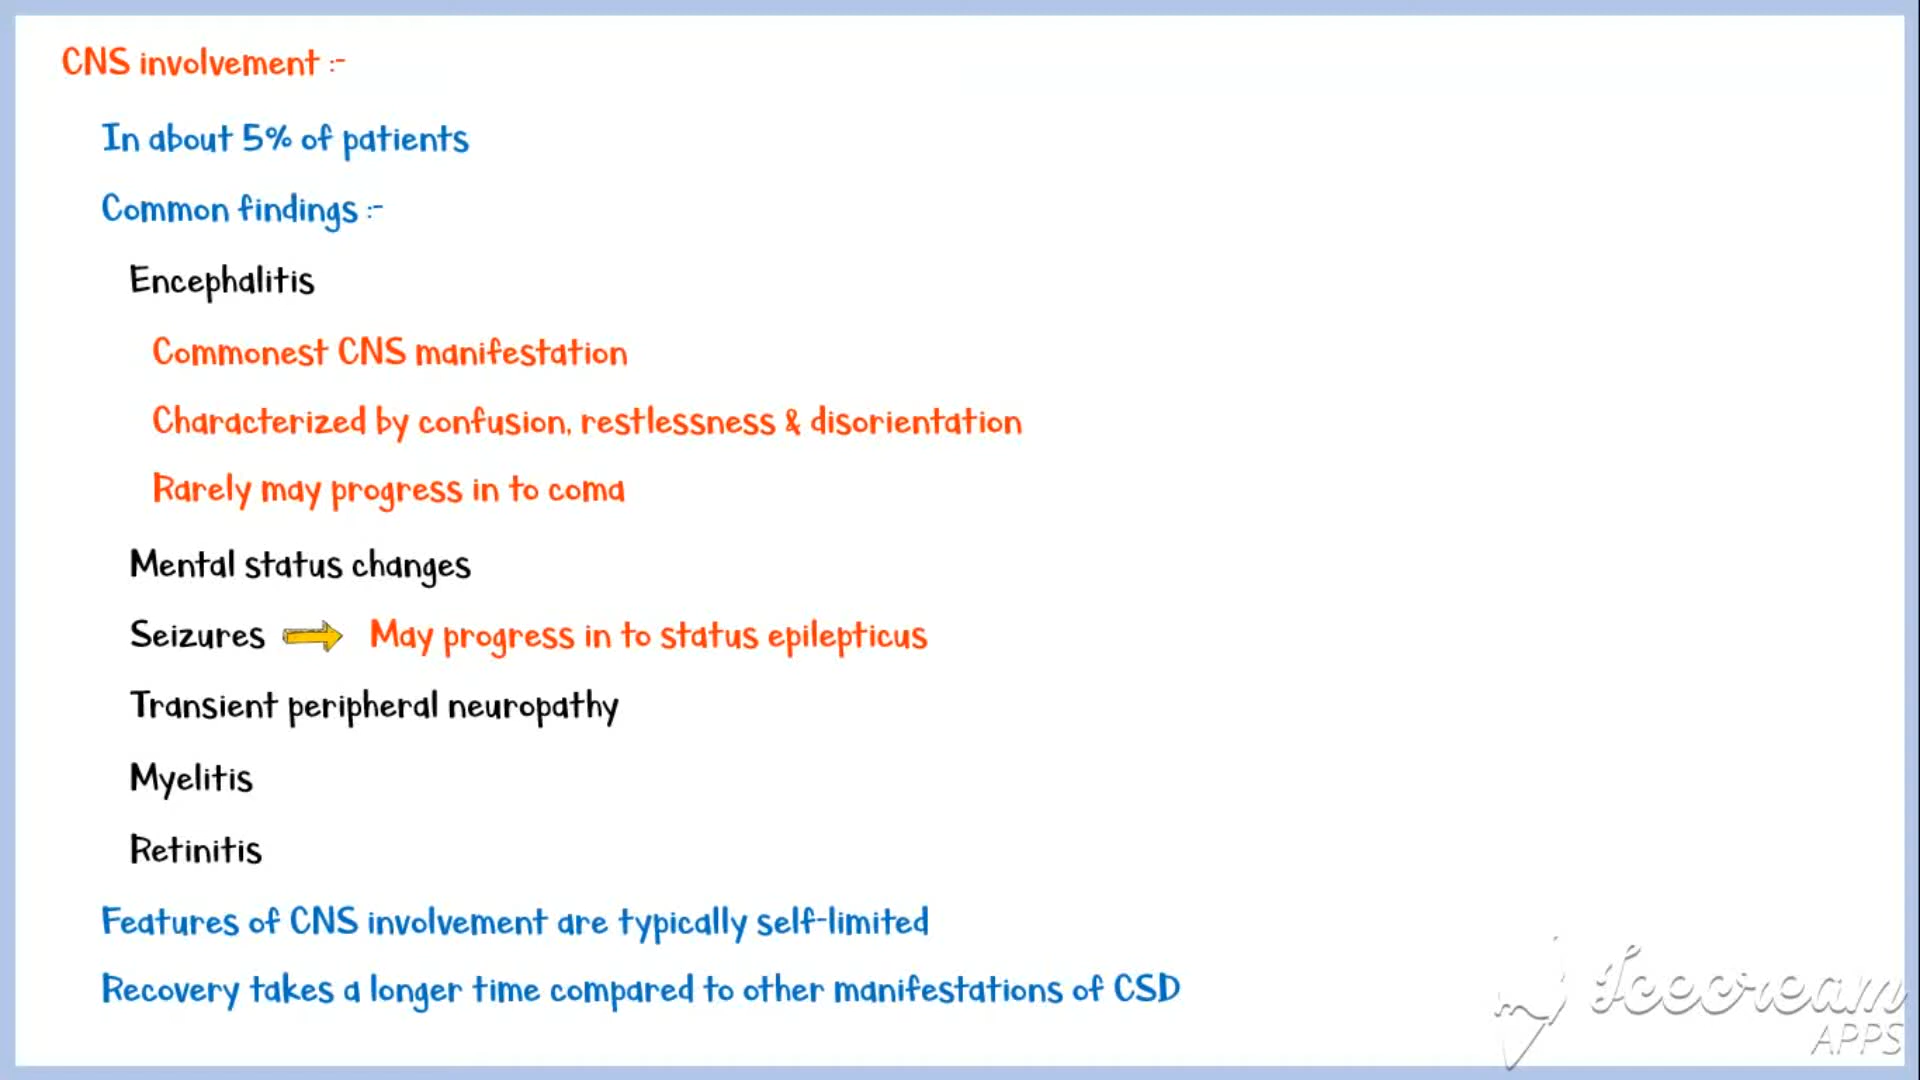 CNS involvement :-
In about 5% of patients
Common findings :-
Encephalitis
Commonest CNS manifestation
Characterized by confusion, restlessness & disorientation
Rarely may progress in to coma
Mental status changes
Seizures May progress in to status epilepticus
Transient peripheral neuropathy
Myelitis
Retinitis
Features of CNS involvement are typically self-limited
Recovery takes a longer time compared to other manifestations of CSD
Icecream
APPS